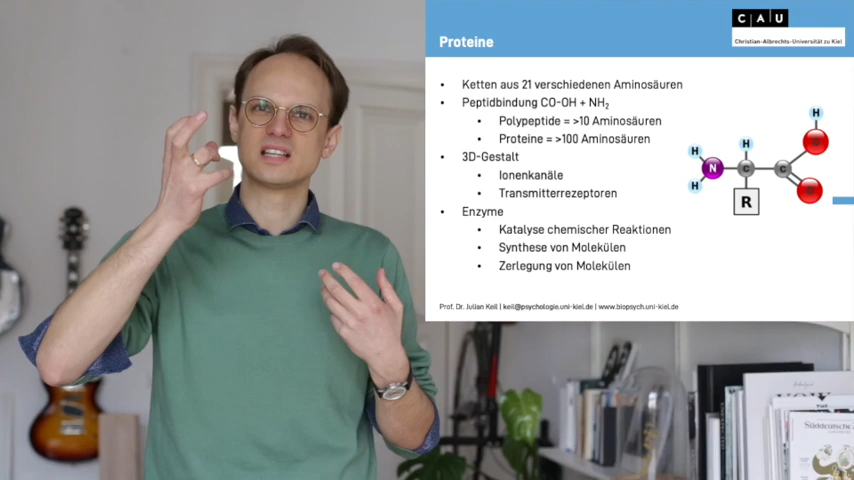 Proteine
C A U
Christian-Albrechts-Universität zu Kiel
• Ketten aus 21 verschiedenen Aminosäuren
• Peptidbindung CO-OH + NH₂
• Polypeptide = >10 Aminosäuren
• Proteine = >100 Aminosäuren
• 3D-Gestalt
• Ionenkanäle
• Transmitterrezeptoren
• Enzyme
• Katalyse chemischer Reaktionen
• Synthese von Molekülen
• Zerlegung von Molekülen
H
H
H
N
C
C
H
R
Prof. Dr. Julian Keil | keil@psychologie.uni-kiel.de | www.biopsych.uni-kiel.de
Süddeutsche